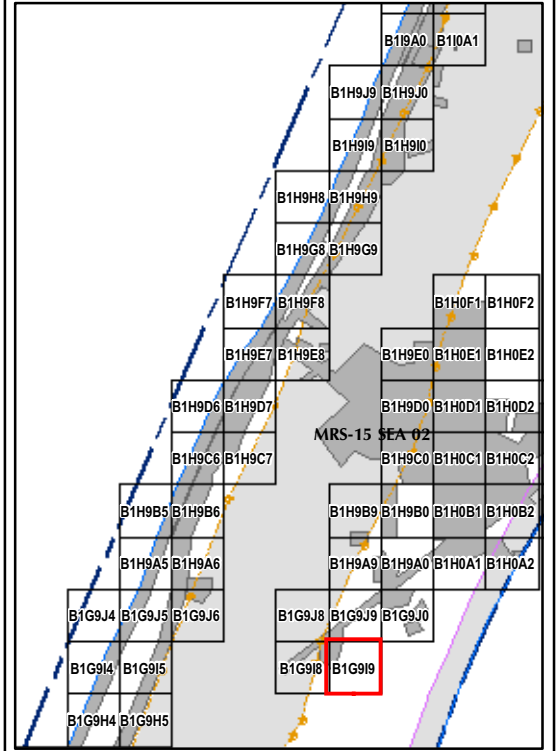 B1I9A0 B1I0A1
B1H9J9 B1H9J0
B1H9I9 B1H9I0
B1H9H8 B1H9H9
B1H9G8 B1H9G9
B1H9F7 B1H9F8 B1H0F1 B1H0F2
B1H9E7 B1H9E8 B1H9E0 B1H0E1 B1H0E2
B1H9D6 B1H9D7 B1H9D0 B1H0D1 B1H0D2
MRS-15 SEA 02
B1H9C6 B1H9C7 B1H9C0 B1H0C1 B1H0C2
B1H9B5 B1H9B6 B1H9B9 B1H9B0 B1H0B1 B1H0B2
B1H9A5 B1H9A6 B1H9A9 B1H9A0 B1H0A1 B1H0A2
B1G9J4 B1G9J5 B1G9J6 B1G9J8 B1G9J9 B1G9J0
B1G9I4 B1G9I5 B1G9I8 B1G9I9
B1G9H4 B1G9H5